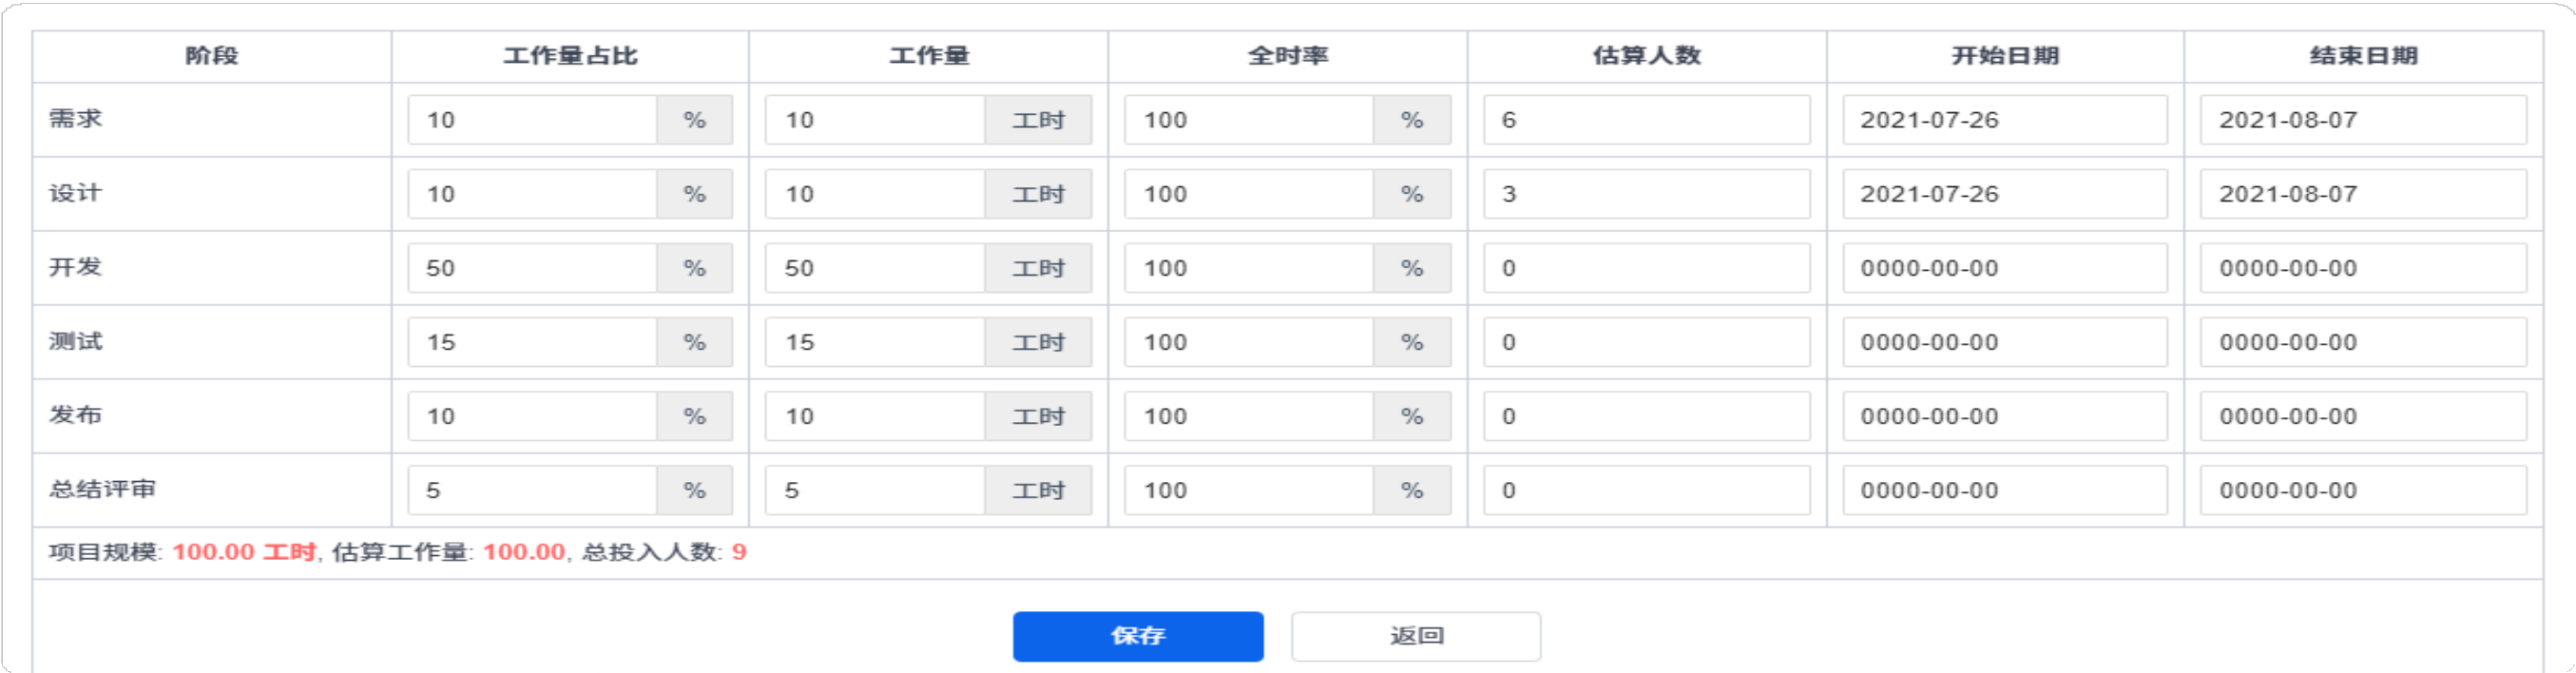 阶段 工作量占比 工作量 全时率 估算人数 开始日期 结束日期
需求 10 % 10 工时 100 % 6 2021-07-26 2021-08-07
设计 10 % 10 工时 100 % 3 2021-07-26 2021-08-07
开发 50 % 50 工时 100 % 0 0000-00-00 0000-00-00
测试 15 % 15 工时 100 % 0 0000-00-00 0000-00-00
发布 10 % 10 工时 100 % 0 0000-00-00 0000-00-00
总结评审 5 % 5 工时 100 % 0 0000-00-00 0000-00-00
项目规模: 100.00 工时, 估算工作量: 100.00, 总投入人数: 9
保存 返回